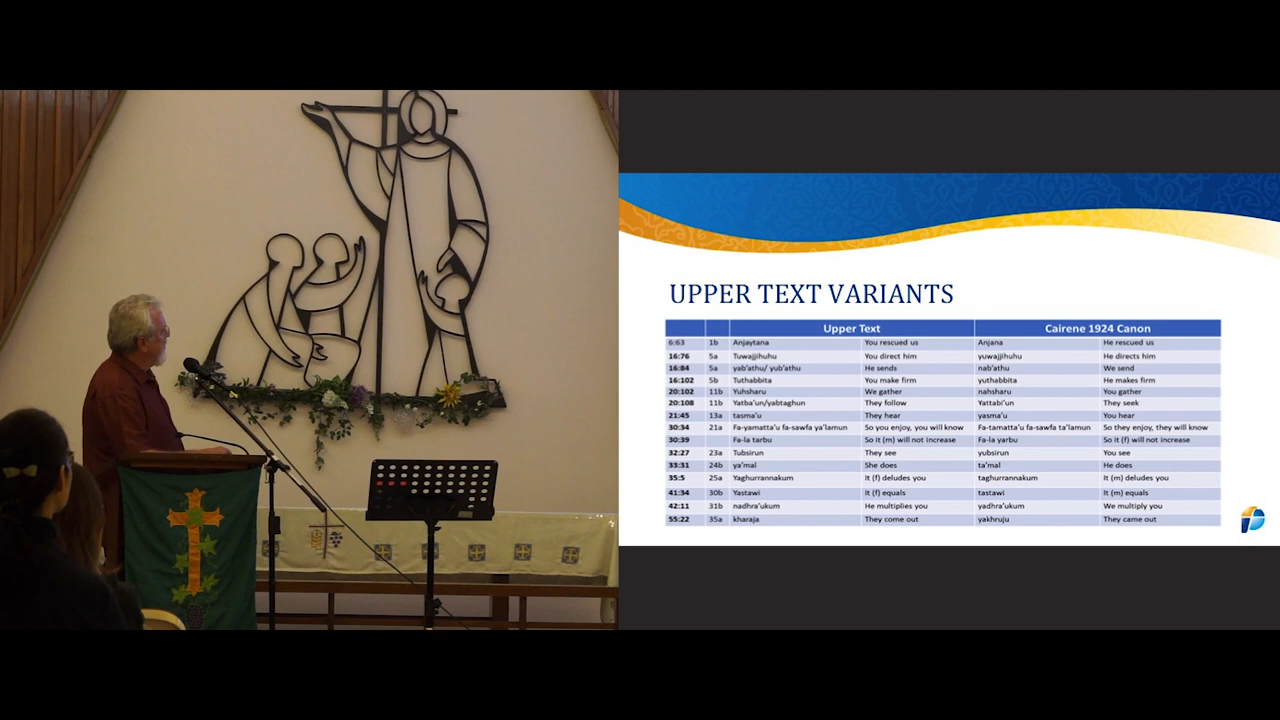 UPPER TEXT VARIANTS
Upper Text Cairene 1924 Canon
6:63 1b Anjaytana You rescued us Anjana He rescued us
16:76 5a Tuwajjihuhu You direct him yuwajjihuhu He directs him
16:84 5a yab'athu/ yub'athu He sends nab'athu We send
16:102 5b Tuthabbita You make firm yuthabbita He makes firm
20:102 11b Yuhsharu We gather nahsharu You gather
20:108 11b Yatba'un/yabtaghun They follow Yattabi'un They seek
21:45 13a tasma'u They hear yasma'u You hear
30:34 21a Fa-yamatta'u fa-sawfa ya'lamun So you enjoy, you will know Fa-tamatta'u fa-sawfa ta'lamun So they enjoy, they will know
30:39 Fa-la tarbu So it (m) will not increase Fa-la yarbu So it (f) will not increase
32:27 23a Tubsirun They see yubsirun You see
33:31 24b ya'mal She does ta'mal He does
35:5 25a Yaghurrannakum It (f) deludes you taghurrannakum It (m) deludes you
41:34 30b Yastawi It (f) equals tastawi It (m) equals
42:11 31b nadhra'ukum He multiplies you yadhra'ukum We multiply you
55:22 35a kharaja They come out yakhruju They came out